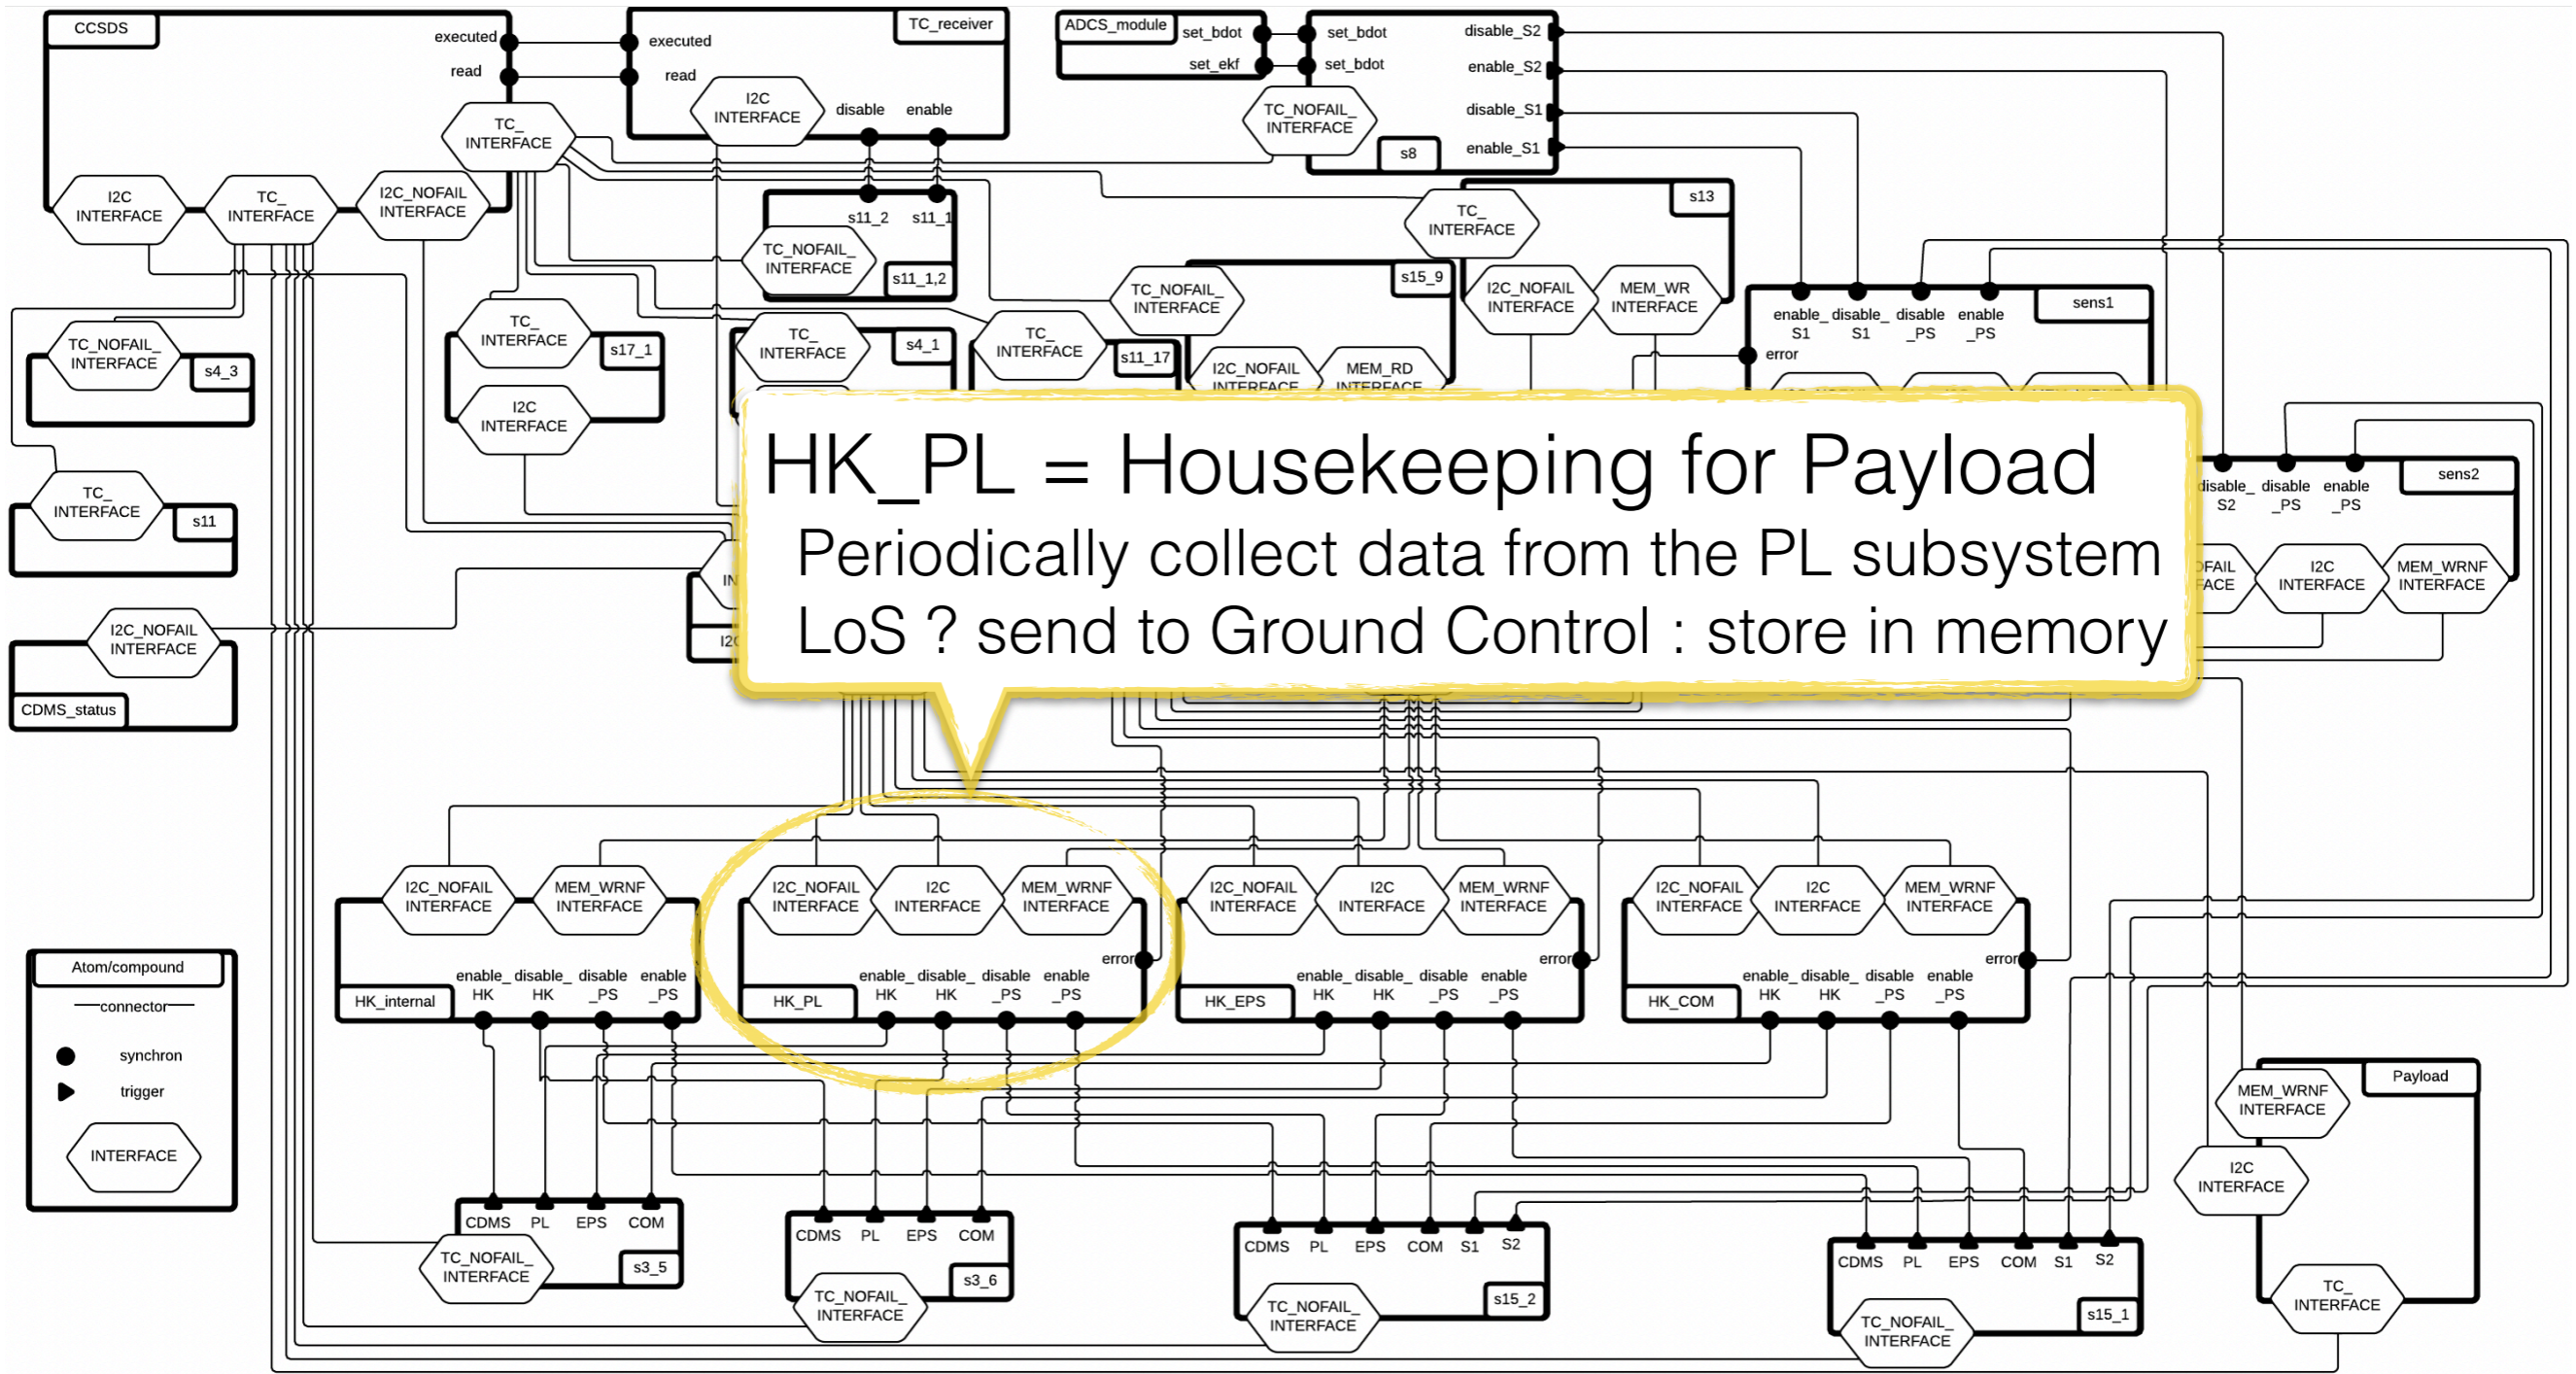 CCSDS
executed
read
TC_
INTERFACE
I2C
INTERFACE
TC_
INTERFACE
I2C_NOFAIL
INTERFACE
TC_receiver
executed
read
I2C
INTERFACE
disable
enable
ADCS_module
set_bdot
set_ekf
set_bdot
set_bdot
TC_NOFAIL_
INTERFACE
s8
disable_S2
enable_S2
disable_S1
enable_S1
s11_2
s11_1
TC_NOFAIL_
INTERFACE
s11_1,2
TC_
INTERFACE
s13
I2C_NOFAIL
INTERFACE
MEM_WR
INTERFACE
TC_NOFAIL_
INTERFACE
s15_9
I2C_NOFAIL
INTERFACE
MEM_RD
INTERFACE
sens1
enable_
S1
disable_
S1
disable
_PS
enable
_PS
error
TC_NOFAIL_
INTERFACE
s4_3
TC_
INTERFACE
s17_1
I2C
INTERFACE
TC_
INTERFACE
s4_1
TC_
INTERFACE
s11_17
TC_
INTERFACE
s11
HK_PL = Housekeeping for Payload
Periodically collect data from the PL subsystem
LoS ? send to Ground Control : store in memory
disable_
S2
disable
_PS
enable
_PS
sens2
I2C
INTERFACE
MEM_WRNF
INTERFACE
I2C_NOFAIL
INTERFACE
CDMS_status
I2C_NOFAIL
INTERFACE
MEM_WRNF
INTERFACE
HK_internal
enable_
HK
disable_
HK
disable
_PS
enable
_PS
I2C_NOFAIL
INTERFACE
I2C
INTERFACE
MEM_WRNF
INTERFACE
error
HK_PL
enable_
HK
disable_
HK
disable
_PS
enable
_PS
I2C_NOFAIL
INTERFACE
I2C
INTERFACE
MEM_WRNF
INTERFACE
error
HK_EPS
enable_
HK
disable_
HK
disable
_PS
enable
_PS
I2C_NOFAIL
INTERFACE
I2C
INTERFACE
MEM_WRNF
INTERFACE
error
HK_COM
enable_
HK
disable_
HK
disable
_PS
enable
_PS
Atom/compound
connector
synchron
trigger
INTERFACE
CDMS PL EPS COM
TC_NOFAIL_
INTERFACE
s3_5
CDMS PL EPS COM
TC_NOFAIL_
INTERFACE
s3_6
CDMS PL EPS COM S1 S2
TC_NOFAIL_
INTERFACE
s15_2
CDMS PL EPS COM S1 S2
TC_NOFAIL_
INTERFACE
s15_1
Payload
MEM_WRNF
INTERFACE
I2C
INTERFACE
TC_
INTERFACE